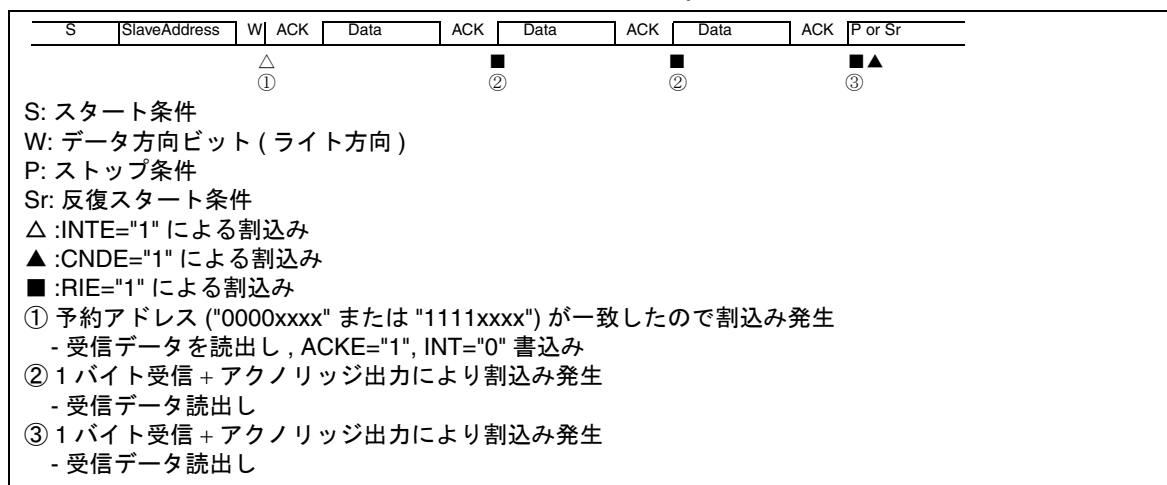 S SlaveAddress W ACK Data ACK Data ACK Data ACK P or Sr
△ ■ ■ ■▲
① ② ② ③
S: スタート条件
W: データ方向ビット ( ライト方向 )
P: ストップ条件
Sr: 反復スタート条件
△ :INTE="1" による割込み
▲ :CNDE="1" による割込み
■ :RIE="1" による割込み
① 予約アドレス ("0000xxxx" または "1111xxxx") が一致したので割込み発生
- 受信データを読出し , ACKE="1", INT="0" 書込み
② 1 バイト受信 + アクノリッジ出力により割込み発生
- 受信データ読出し
③ 1 バイト受信 + アクノリッジ出力により割込み発生
- 受信データ読出し